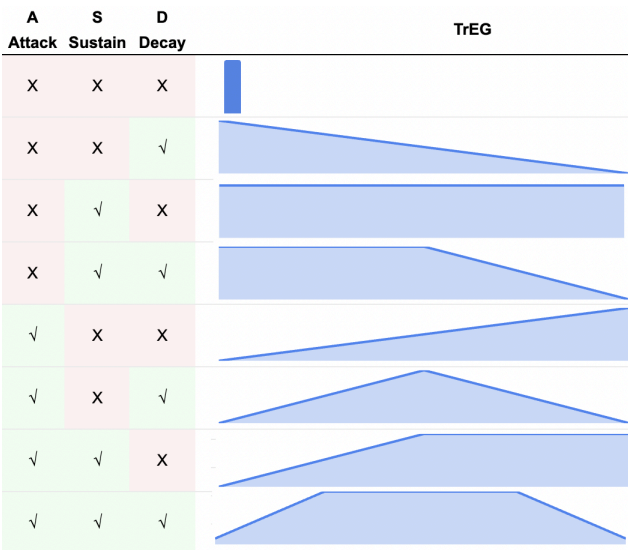 A S D
Attack Sustain Decay TrEG
X X X
X X √
X √ X
X √ √
√ X X
√ X √
√ √ X
√ √ √